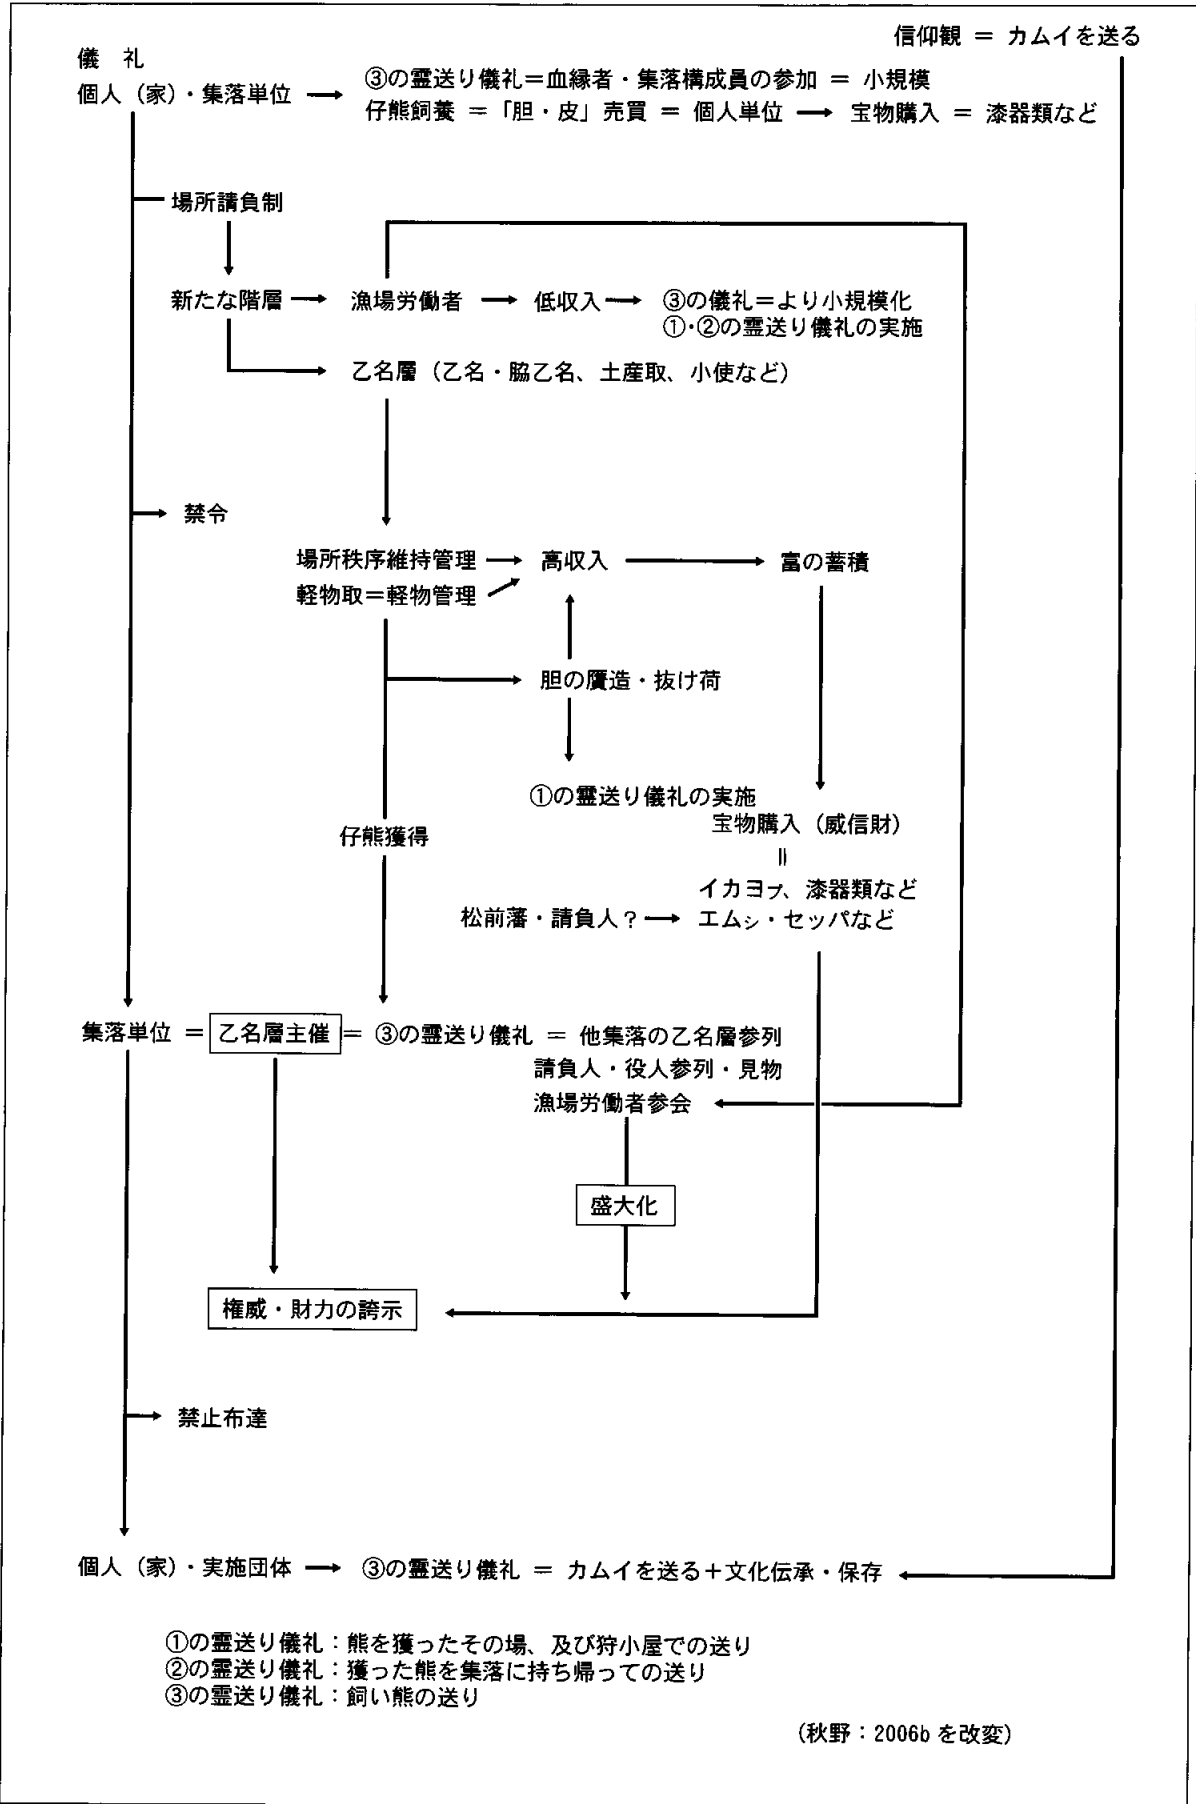 信仰観 = カムイを送る
儀 礼
個人(家)・集落単位 → ③の霊送り儀礼=血縁者・集落構成員の参加 = 小規模
仔熊飼養 = 「胆・皮」売買 = 個人単位 → 宝物購入 = 漆器類など
場所請負制
新たな階層 → 漁場労働者 → 低収入 → ③の儀礼=より小規模化
①・②の霊送り儀礼の実施
乙名層(乙名・脇乙名、土産取、小使など)
禁令
場所秩序維持管理 → 高収入 → 富の蓄積
軽物取=軽物管理
胆の贋造・抜け荷
①の霊送り儀礼の実施
宝物購入(威信財)
仔熊獲得
=
イカヨㇷ゚、漆器類など
松前藩・請負人? → エムㇱ・セッパなど
集落単位 = 乙名層主催 = ③の霊送り儀礼 = 他集落の乙名層参列
請負人・役人参列・見物
漁場労働者参会
盛大化
権威・財力の誇示
禁止布達
個人(家)・実施団体 → ③の霊送り儀礼 = カムイを送る+文化伝承・保存
①の霊送り儀礼:熊を獲ったその場、及び狩小屋での送り
②の霊送り儀礼:獲った熊を集落に持ち帰っての送り
③の霊送り儀礼:飼い熊の送り
(秋野:2006b を改変)